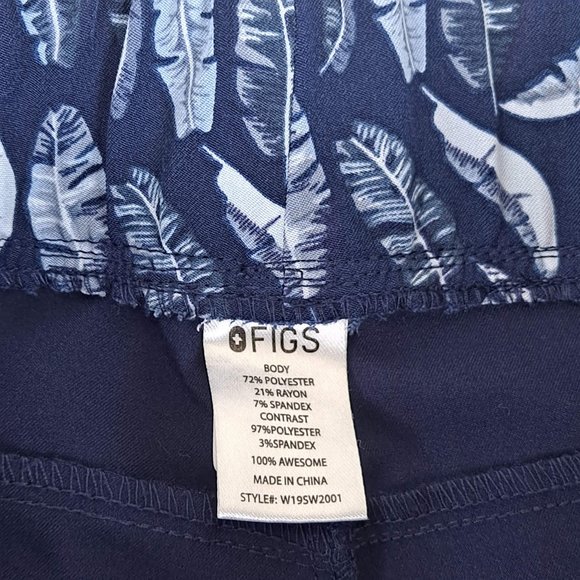 FIGS
BODY
72% POLYESTER
21% RAYON
7% SPANDEX
CONTRAST
97%POLYESTER
3%SPANDEX
100% AWESOME
MADE IN CHINA
STYLE#: W19SW2001